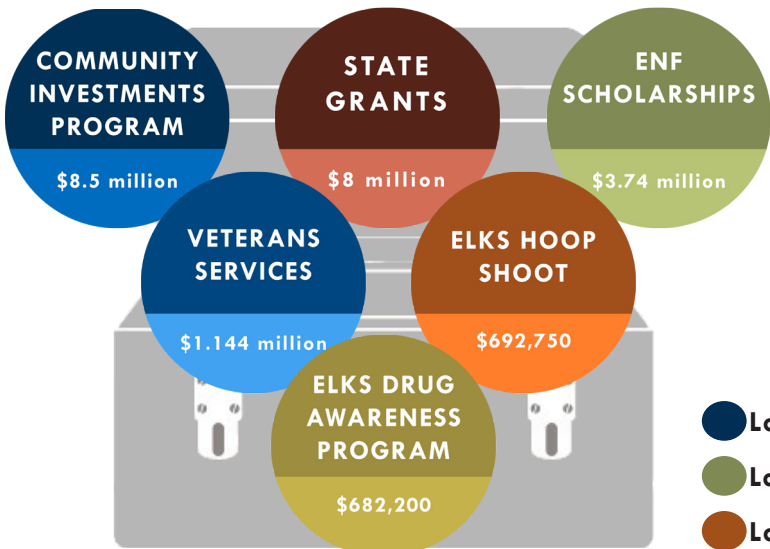 COMMUNITY
INVESTMENTS
PROGRAM
$8.5 million
STATE
GRANTS
$8 million
ENF
SCHOLARSHIPS
$3.74 million
VETERANS
SERVICES
$1.144 million
ELKS HOOP
SHOOT
$692,750
ELKS DRUG
AWARENESS
PROGRAM
$682,200